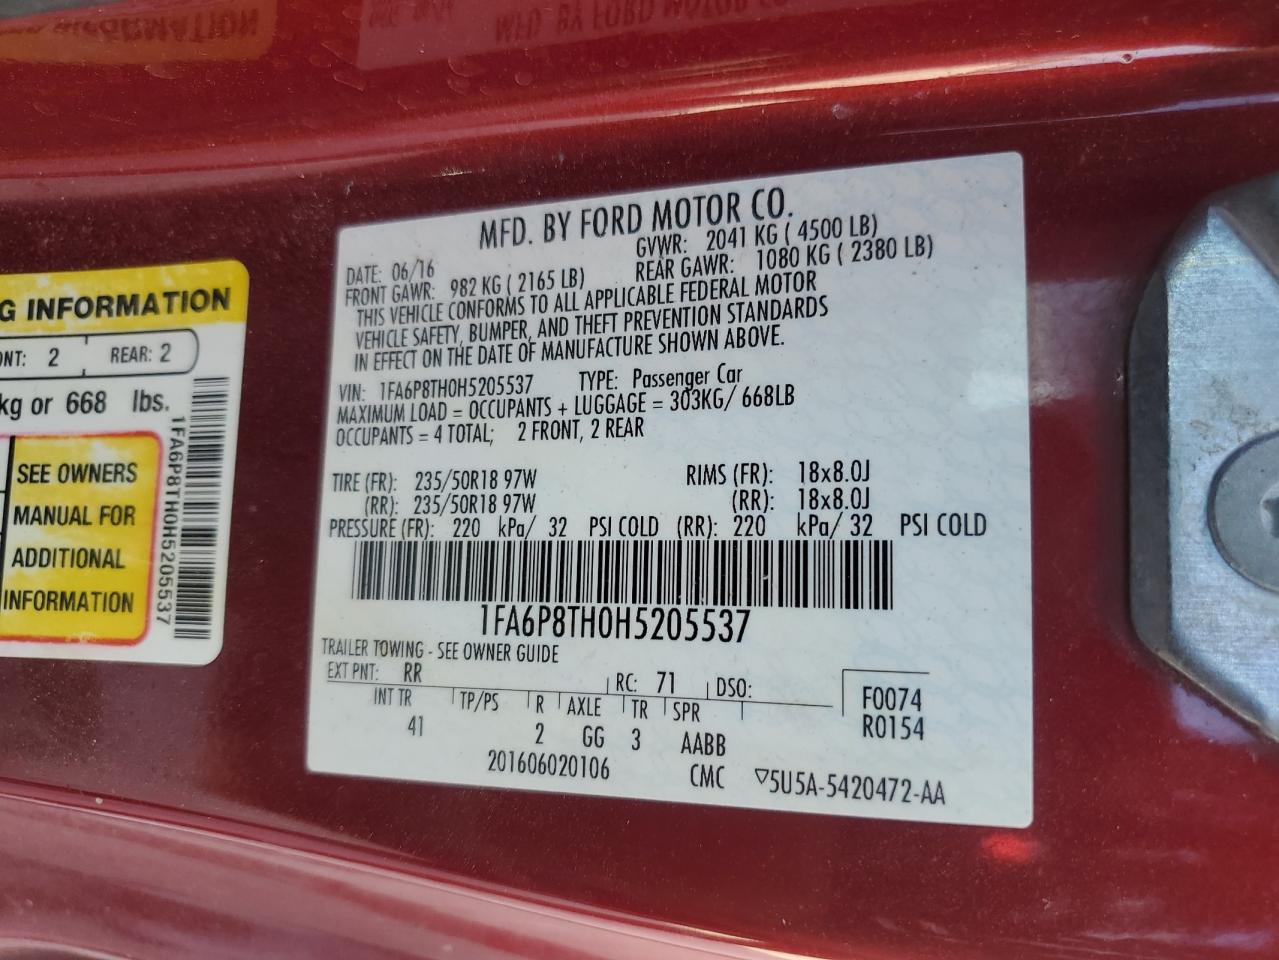 MFD. BY FORD MOTOR CO.
DATE: 06/16 GVWR: 2041 KG ( 4500 LB)
FRONT GAWR: 982 KG ( 2165 LB) REAR GAWR: 1080 KG ( 2380 LB)
THIS VEHICLE CONFORMS TO ALL APPLICABLE FEDERAL MOTOR
VEHICLE SAFETY, BUMPER, AND THEFT PREVENTION STANDARDS
IN EFFECT ON THE DATE OF MANUFACTURE SHOWN ABOVE.
VIN: 1FA6P8TH0H5205537 TYPE: Passenger Car
MAXIMUM LOAD = OCCUPANTS + LUGGAGE = 303KG/ 668LB
OCCUPANTS = 4 TOTAL; 2 FRONT, 2 REAR
TIRE (FR): 235/50R18 97W RIMS (FR): 18x8.0J
(RR): 235/50R18 97W (RR): 18x8.0J
PRESSURE (FR): 220 kPa/ 32 PSI COLD (RR): 220 kPa/ 32 PSI COLD
1FA6P8TH0H5205537
TRAILER TOWING - SEE OWNER GUIDE
EXT PNT: RR RC: 71 DSO: F0074
INT TR TP/PS R AXLE TR SPR R0154
41 2 GG 3 AABB
201606020106 CMC ▽5U5A-5420472-AA
G INFORMATION
ONT: 2 REAR: 2
kg or 668 lbs.
SEE OWNERS
MANUAL FOR
ADDITIONAL
INFORMATION
1FA6P8TH0H5205537
MFD. BY FORD MOTOR CO
INFORMATION